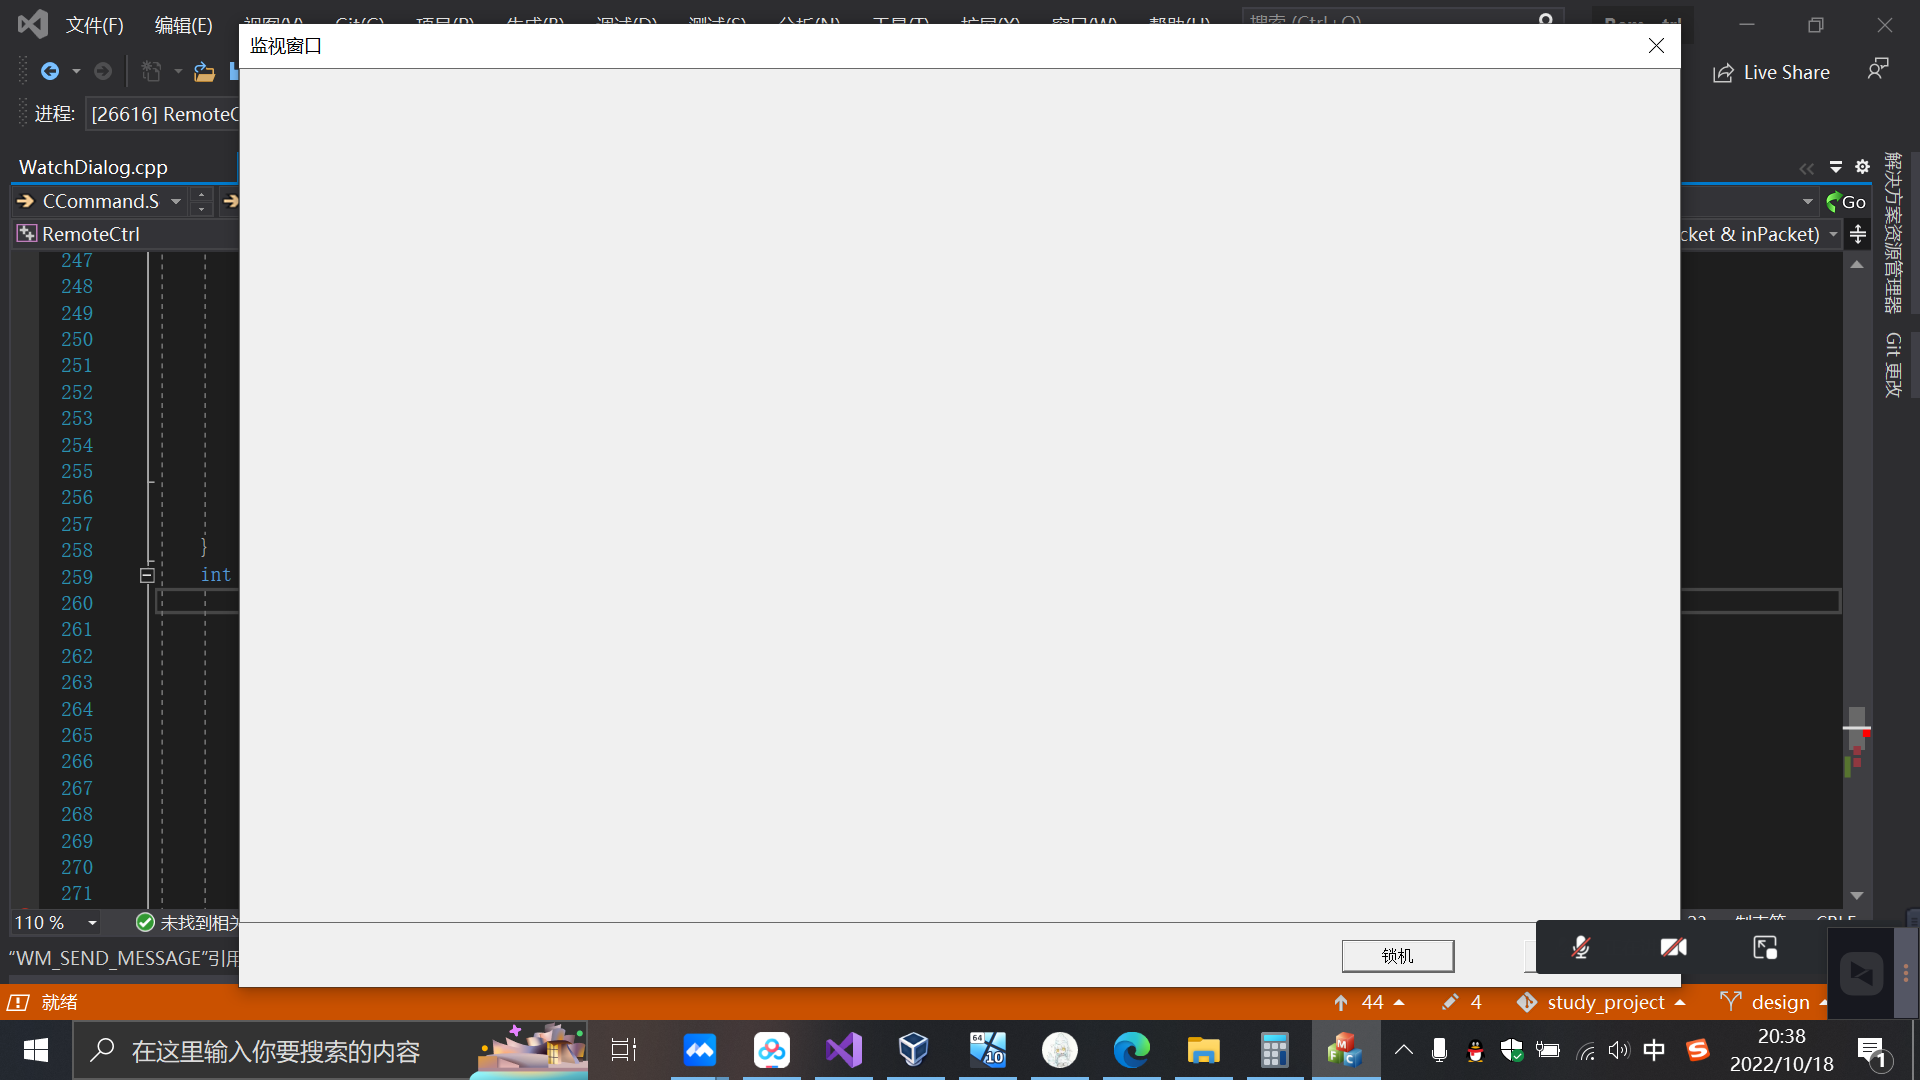 文件(F)
编辑(E)
视图(V)
Git(G)
项目(P)
生成(B)
调试(D)
测试(S)
分析(N)
工具(T)
扩展(X)
窗口(W)
帮助(H)
搜索 (Ctrl+Q)
监视窗口
Live Share
进程:
[26616] RemoteC
WatchDialog.cpp
CCommand.S
Go
RemoteCtrl
cket & inPacket)
解决方案资源管理器
Git 更改
247
248
249
250
251
252
253
254
255
256
257
258
}
259
int
260
261
262
263
264
265
266
267
268
269
270
271
110 %
未找到相关
CRLF
“WM_SEND_MESSAGE”引用
锁机
就绪
44
4
study_project
design
在这里输入你要搜索的内容
64
10
M
F
C
中
S
20:38
2022/10/18
1